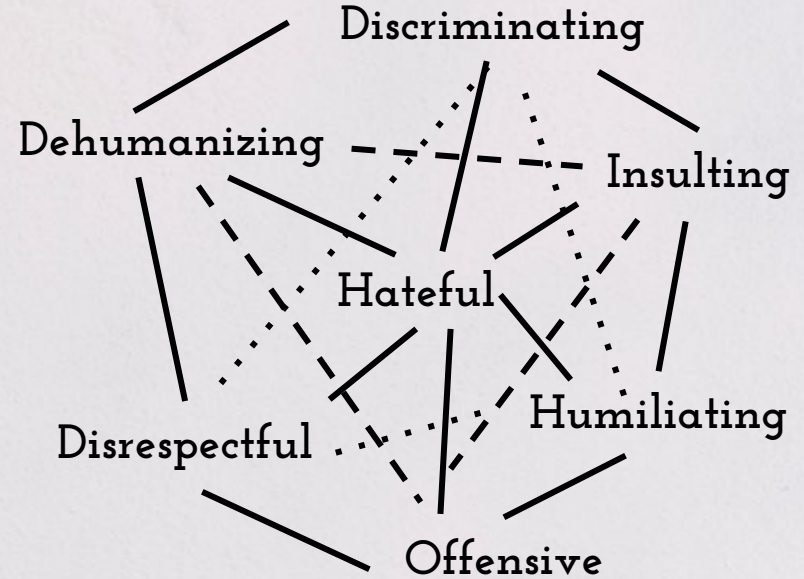 Discriminating
Dehumanizing
Insulting
Hateful
Humiliating
Disrespectful
Offensive